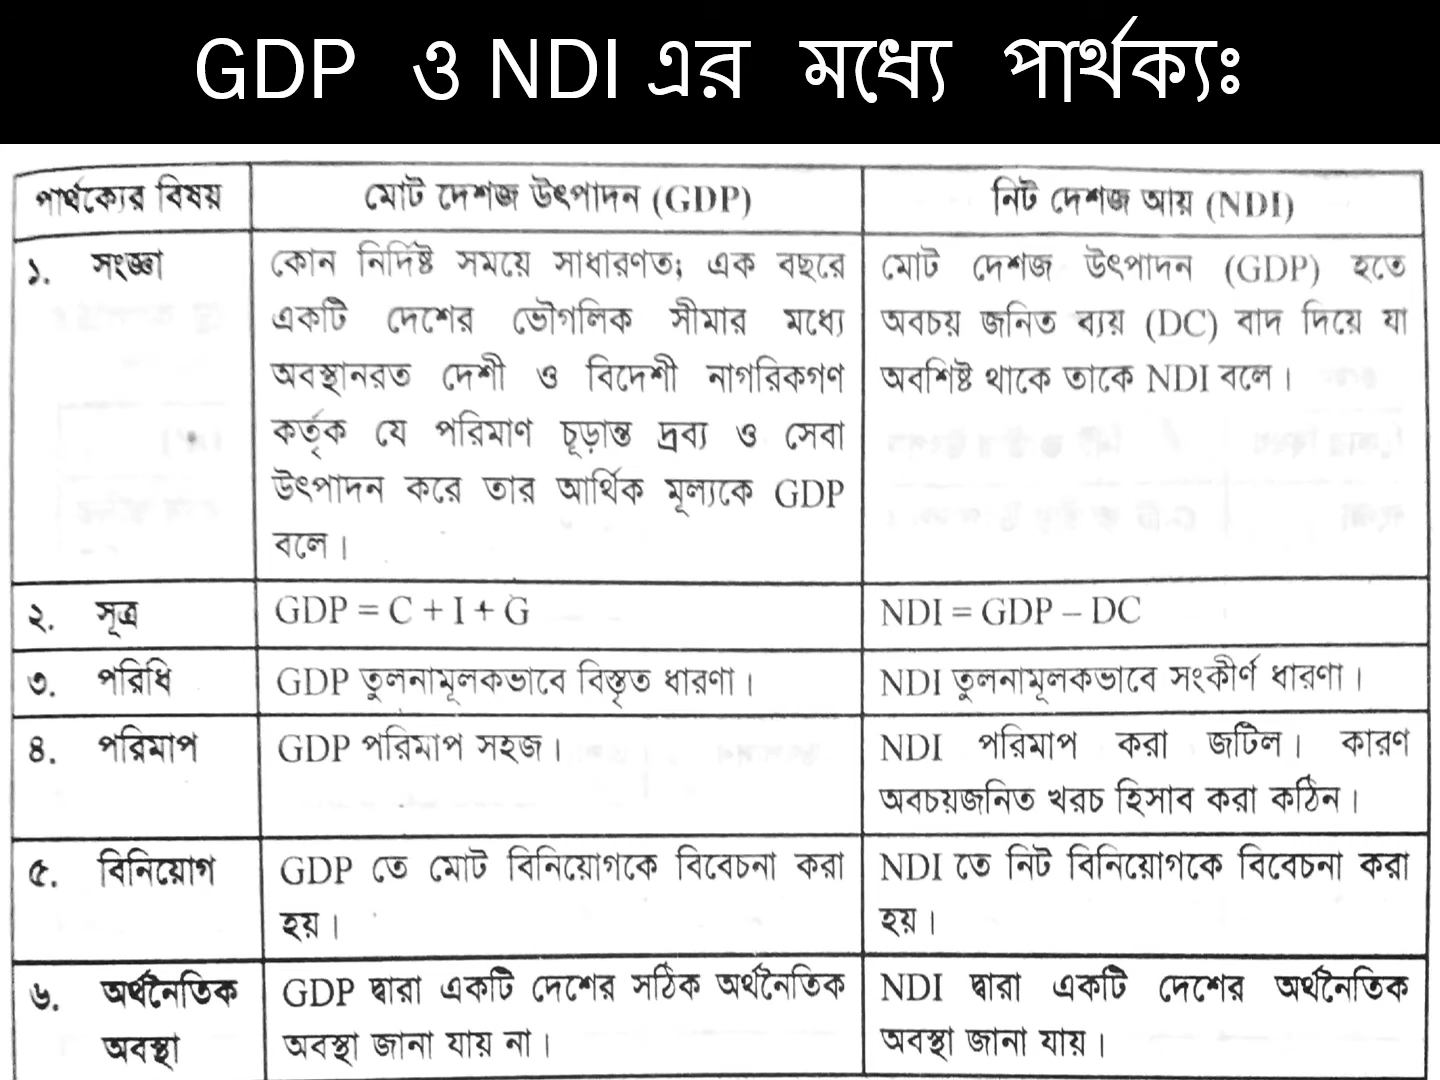 GDP ও NDI এর মধ্যে পার্থক্যঃ
পার্থক্যের বিষয়
মোট দেশজ উৎপাদন (GDP)
নিট দেশজ আয় (NDI)
১. সংজ্ঞা
কোন নির্দিষ্ট সময়ে সাধারণত; এক বছরে
একটি দেশের ভৌগলিক সীমার মধ্যে
অবস্থানরত দেশী ও বিদেশী নাগরিকগণ
কর্তৃক যে পরিমাণ চূড়ান্ত দ্রব্য ও সেবা
উৎপাদন করে তার আর্থিক মূল্যকে GDP
বলে।
মোট দেশজ উৎপাদন (GDP) হতে
অবচয় জনিত ব্যয় (DC) বাদ দিয়ে যা
অবশিষ্ট থাকে তাকে NDI বলে।
২. সূত্র
GDP = C + I + G
NDI = GDP – DC
৩. পরিধি
GDP তুলনামূলকভাবে বিস্তৃত ধারণা।
NDI তুলনামূলকভাবে সংকীর্ণ ধারণা।
৪. পরিমাপ
GDP পরিমাপ সহজ।
NDI পরিমাপ করা জটিল। কারণ
অবচয়জনিত খরচ হিসাব করা কঠিন।
৫. বিনিয়োগ
GDP তে মোট বিনিয়োগকে বিবেচনা করা
হয়।
NDI তে নিট বিনিয়োগকে বিবেচনা করা
হয়।
৬. অর্থনৈতিক
অবস্থা
GDP দ্বারা একটি দেশের সঠিক অর্থনৈতিক
অবস্থা জানা যায় না।
NDI দ্বারা একটি দেশের অর্থনৈতিক
অবস্থা জানা যায়।